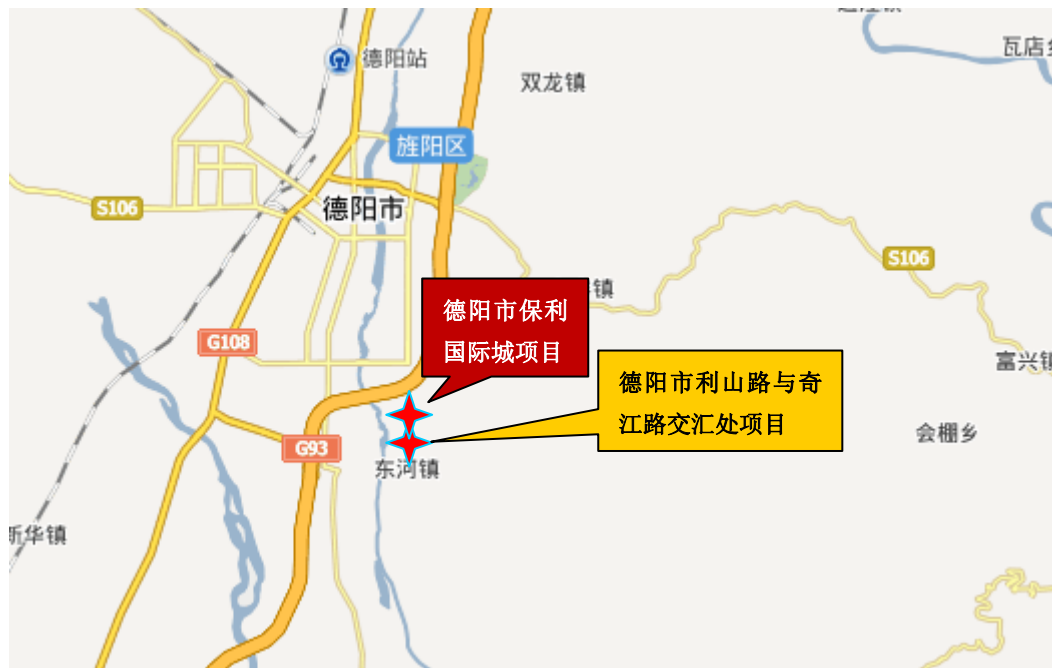 瓦店乡
德阳站
双龙镇
旌阳区
德阳市
S106
S106
镇
德阳市保利
国际城项目
G108
富兴镇
德阳市利山路与奇
江路交汇处项目
会棚乡
G93
东河镇
新华镇